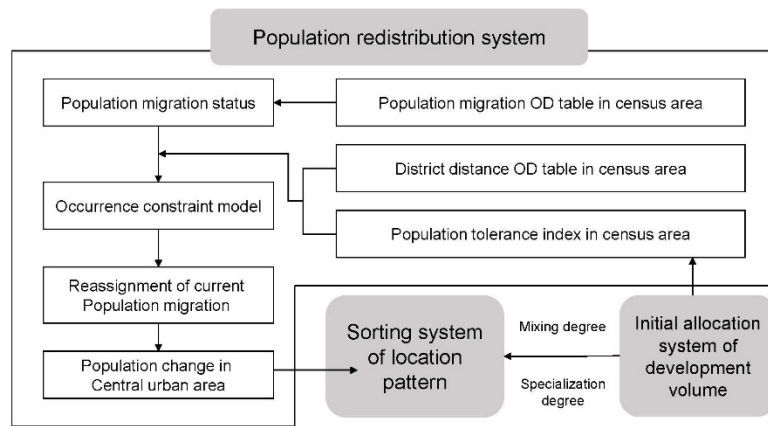 Population redistribution system
Population migration status
Population migration OD table in census area
District distance OD table in census area
Occurrence constraint model
Population tolerance index in census area
Reassignment of current
Population migration
Population change in
Central urban area
Sorting system
of location
pattern
Mixing degree
Specialization
degree
Initial allocation
system of
development
volume